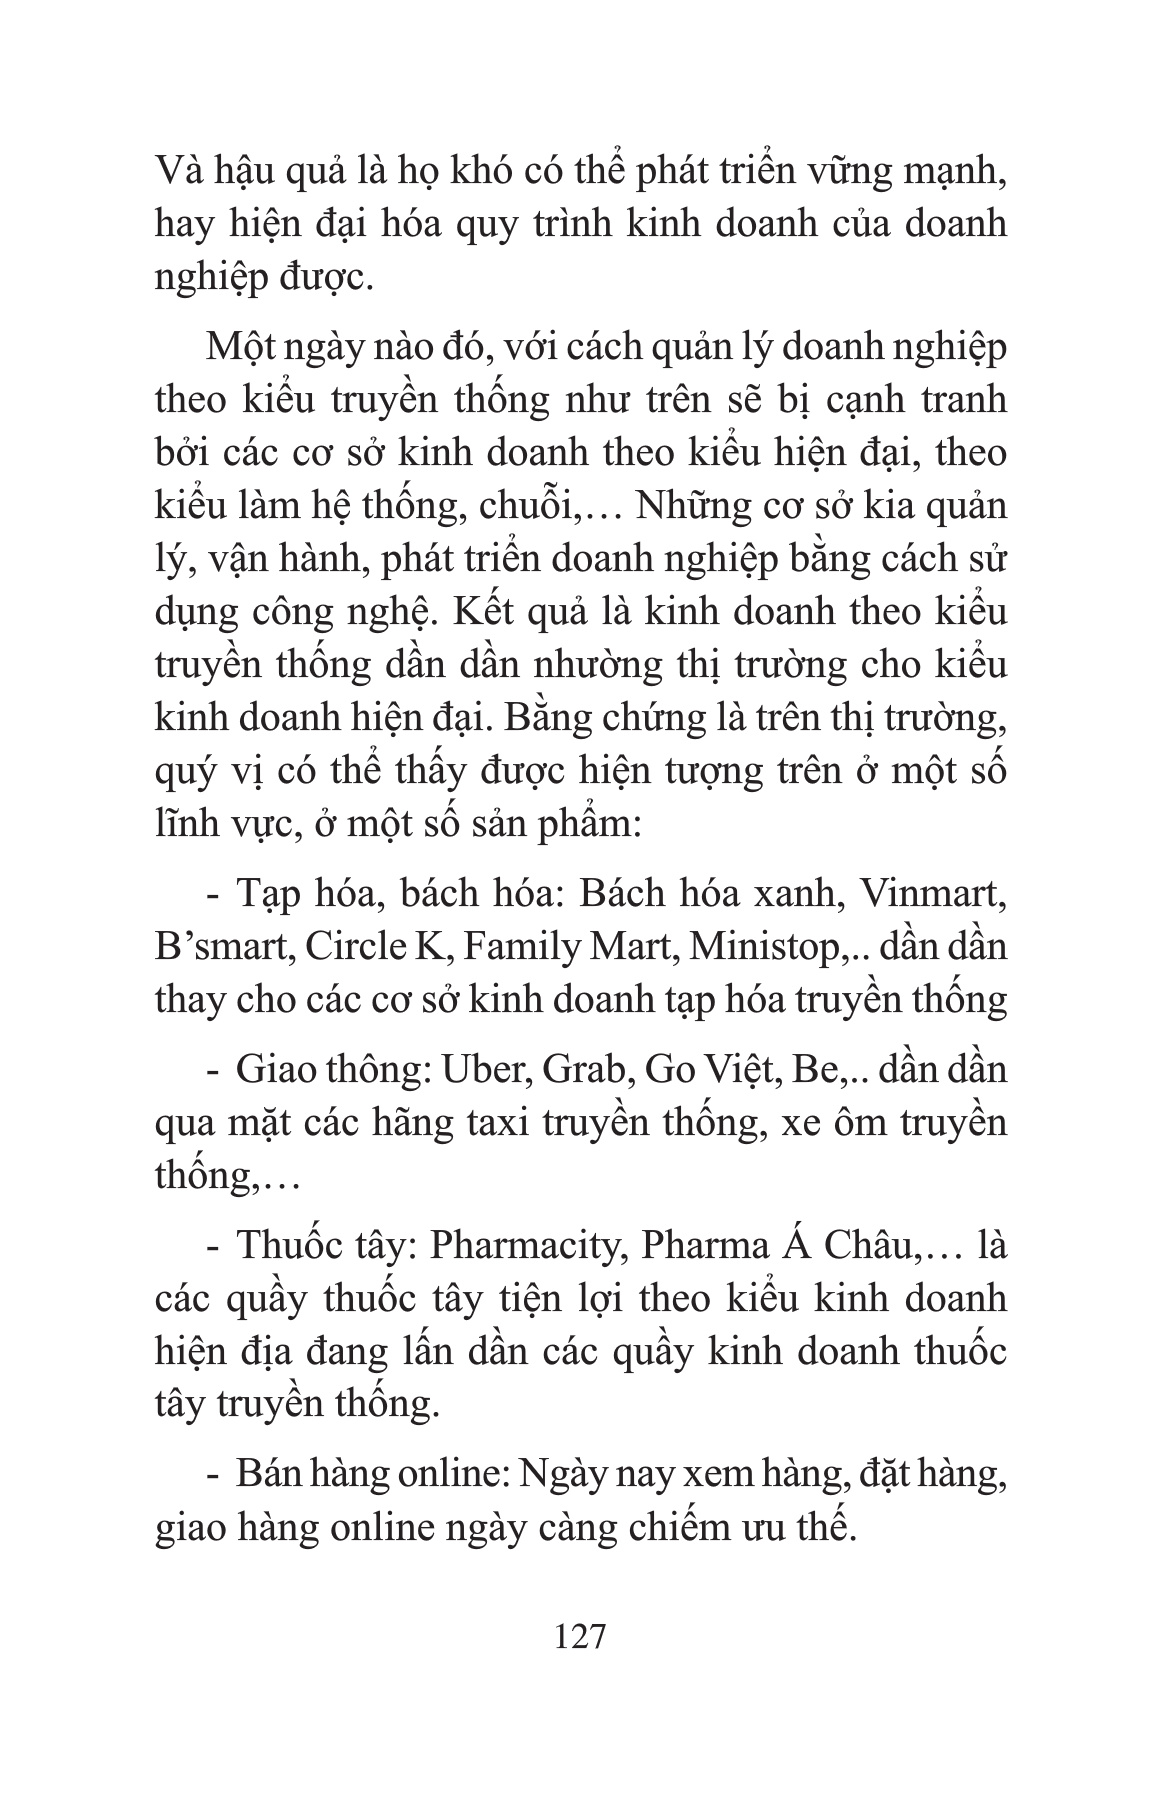 Và hậu quả là họ khó có thể phát triển vững mạnh,
hay hiện đại hóa quy trình kinh doanh của doanh
nghiệp được.
Một ngày nào đó, với cách quản lý doanh nghiệp
theo kiểu truyền thống như trên sẽ bị cạnh tranh
bởi các cơ sở kinh doanh theo kiểu hiện đại, theo
kiểu làm hệ thống, chuỗi,… Những cơ sở kia quản
lý, vận hành, phát triển doanh nghiệp bằng cách sử
dụng công nghệ. Kết quả là kinh doanh theo kiểu
truyền thống dần dần nhường thị trường cho kiểu
kinh doanh hiện đại. Bằng chứng là trên thị trường,
quý vị có thể thấy được hiện tượng trên ở một số
lĩnh vực, ở một số sản phẩm:
- Tạp hóa, bách hóa: Bách hóa xanh, Vinmart,
B’smart, Circle K, Family Mart, Ministop,.. dần dần
thay cho các cơ sở kinh doanh tạp hóa truyền thống
- Giao thông: Uber, Grab, Go Việt, Be,.. dần dần
qua mặt các hãng taxi truyền thống, xe ôm truyền
thống,…
- Thuốc tây: Pharmacity, Pharma Á Châu,… là
các quầy thuốc tây tiện lợi theo kiểu kinh doanh
hiện địa đang lấn dần các quầy kinh doanh thuốc
tây truyền thống.
- Bán hàng online: Ngày nay xem hàng, đặt hàng,
giao hàng online ngày càng chiếm ưu thế.
127